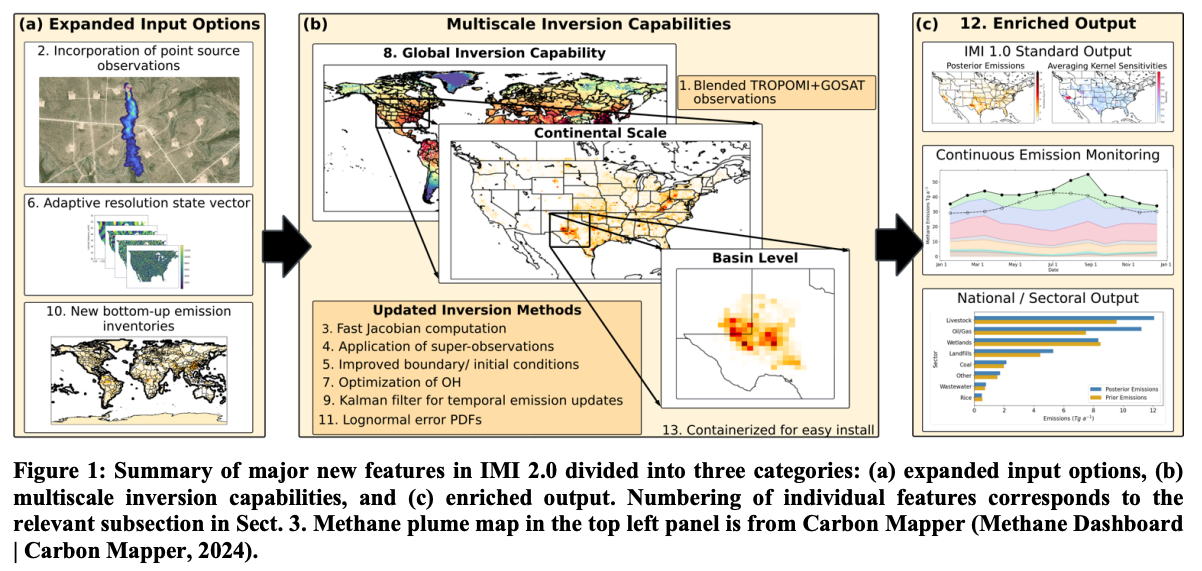 (a) Expanded Input Options
2. Incorporation of point source
observations
6. Adaptive resolution state vector
10. New bottom-up emission
inventories
(b) Multiscale Inversion Capabilities
8. Global Inversion Capability
1. Blended TROPOMI+GOSAT
observations
Continental Scale
Basin Level
Updated Inversion Methods
3. Fast Jacobian computation
4. Application of super-observations
5. Improved boundary/ initial conditions
7. Optimization of OH
9. Kalman filter for temporal emission updates
11. Lognormal error PDFs
13. Containerized for easy install
(c) 12. Enriched Output
IMI 1.0 Standard Output
Posterior Emissions
Averaging Kernel Sensitivities
Continuous Emission Monitoring
Methane Emissions Tg a⁻¹
50
40
30
20
10
0
Jan 1 Mar 1 May 1 Jul 1 Sep 1 Nov 1 Jan 1
Date
National / Sectoral Output
Sector
Livestock
Oil/Gas
Wetlands
Landfills
Coal
Other
Wastewater
Rice
Posterior Emissions
Prior Emissions
0 2 4 6 8 10 12
Emissions (Tg a⁻¹)
Figure 1: Summary of major new features in IMI 2.0 divided into three categories: (a) expanded input options, (b)
multiscale inversion capabilities, and (c) enriched output. Numbering of individual features corresponds to the
relevant subsection in Sect. 3. Methane plume map in the top left panel is from Carbon Mapper (Methane Dashboard
| Carbon Mapper, 2024).